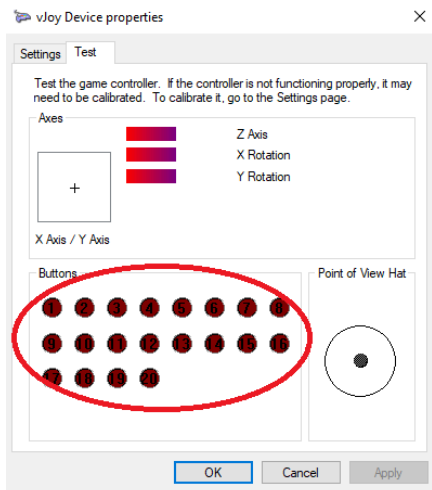 vJoy Device properties
Settings Test
Test the game controller. If the controller is not functioning properly, it may
need to be calibrated. To calibrate it, go to the Settings page.
Axes
Z Axis
X Rotation
Y Rotation
X Axis / Y Axis
Buttons
Point of View Hat
1 2 3 4 5 6 7 8
9 10 11 12 13 14 15 16
17 18 19 20
OK Cancel Apply